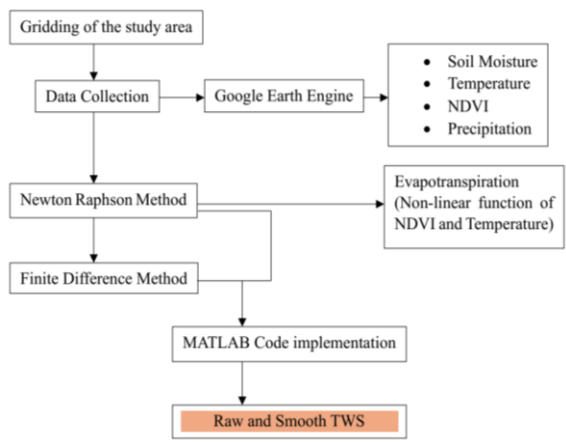 Gridding of the study area
Data Collection
Google Earth Engine
• Soil Moisture
• Temperature
• NDVI
• Precipitation
Newton Raphson Method
Evapotranspiration
(Non-linear function of
NDVI and Temperature)
Finite Difference Method
MATLAB Code implementation
Raw and Smooth TWS